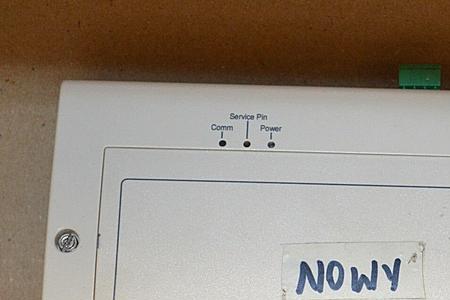 Service Pin
Comm Power
NOWY